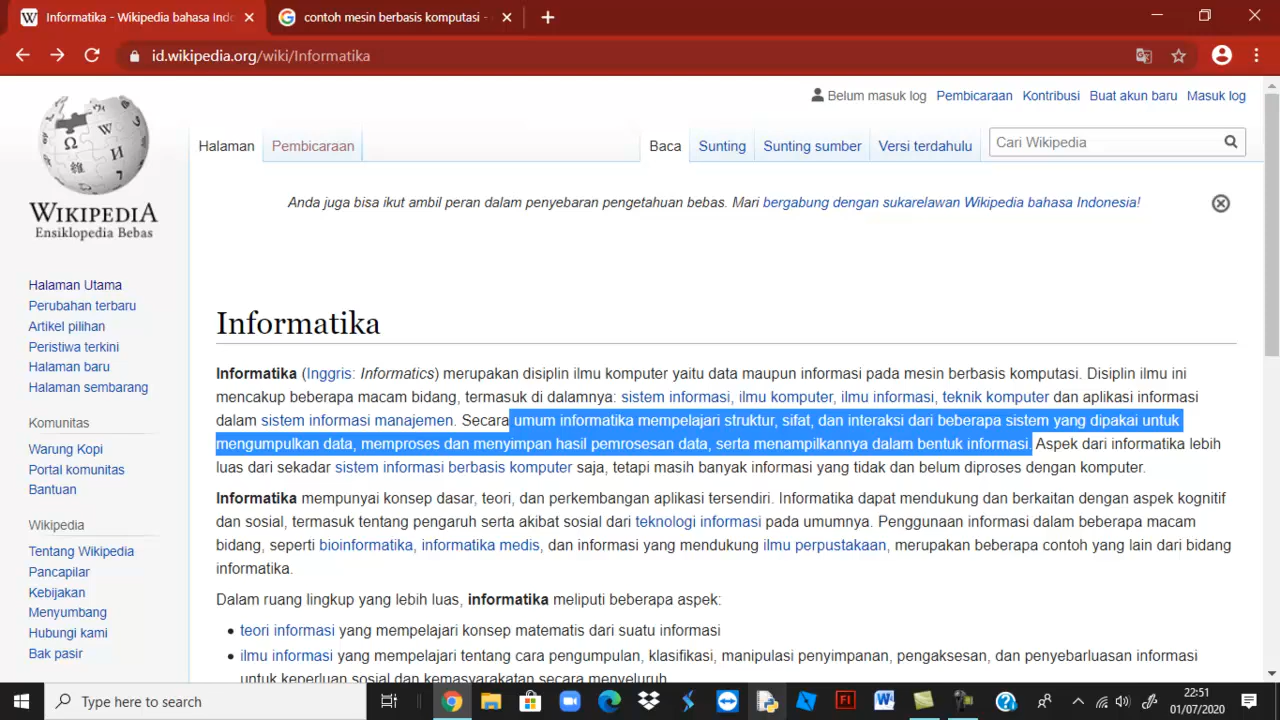 Informatika - Wikipedia bahasa Indo
contoh mesin berbasis komputasi -
id.wikipedia.org/wiki/Informatika
Belum masuk log Pembicaraan Kontribusi Buat akun baru Masuk log
Halaman Pembicaraan Baca Sunting Sunting sumber Versi terdahulu Cari Wikipedia
WIKIPEDIA
Ensiklopedia Bebas
Anda juga bisa ikut ambil peran dalam penyebaran pengetahuan bebas. Mari bergabung dengan sukarelawan Wikipedia bahasa Indonesia!
Halaman Utama
Perubahan terbaru
Artikel pilihan
Peristiwa terkini
Halaman baru
Halaman sembarang
Komunitas
Warung Kopi
Portal komunitas
Bantuan
Wikipedia
Tentang Wikipedia
Pancapilar
Kebijakan
Menyumbang
Hubungi kami
Bak pasir
Informatika
Informatika (Inggris: Informatics) merupakan disiplin ilmu komputer yaitu data maupun informasi pada mesin berbasis komputasi. Disiplin ilmu ini
mencakup beberapa macam bidang, termasuk di dalamnya: sistem informasi, ilmu komputer, ilmu informasi, teknik komputer dan aplikasi informasi
dalam sistem informasi manajemen. Secara umum informatika mempelajari struktur, sifat, dan interaksi dari beberapa sistem yang dipakai untuk
mengumpulkan data, memproses dan menyimpan hasil pemrosesan data, serta menampilkannya dalam bentuk informasi. Aspek dari informatika lebih
luas dari sekadar sistem informasi berbasis komputer saja, tetapi masih banyak informasi yang tidak dan belum diproses dengan komputer.
Informatika mempunyai konsep dasar, teori, dan perkembangan aplikasi tersendiri. Informatika dapat mendukung dan berkaitan dengan aspek kognitif
dan sosial, termasuk tentang pengaruh serta akibat sosial dari teknologi informasi pada umumnya. Penggunaan informasi dalam beberapa macam
bidang, seperti bioinformatika, informatika medis, dan informasi yang mendukung ilmu perpustakaan, merupakan beberapa contoh yang lain dari bidang
informatika.
Dalam ruang lingkup yang lebih luas, informatika meliputi beberapa aspek:
teori informasi yang mempelajari konsep matematis dari suatu informasi
ilmu informasi yang mempelajari tentang cara pengumpulan, klasifikasi, manipulasi penyimpanan, pengaksesan, dan penyebarluasan informasi
untuk keperluan sosial dan kemasyarakatan secara menyeluruh
Type here to search
22:51
01/07/2020